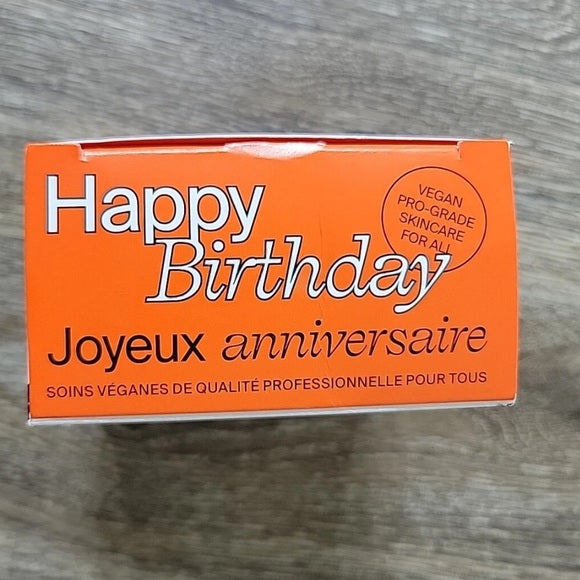 Happy
Birthday
VEGAN
PRO-GRADE
SKINCARE
FOR ALL
Joyeux anniversaire
SOINS VÉGANES DE QUALITÉ PROFESSIONNELLE POUR TOUS